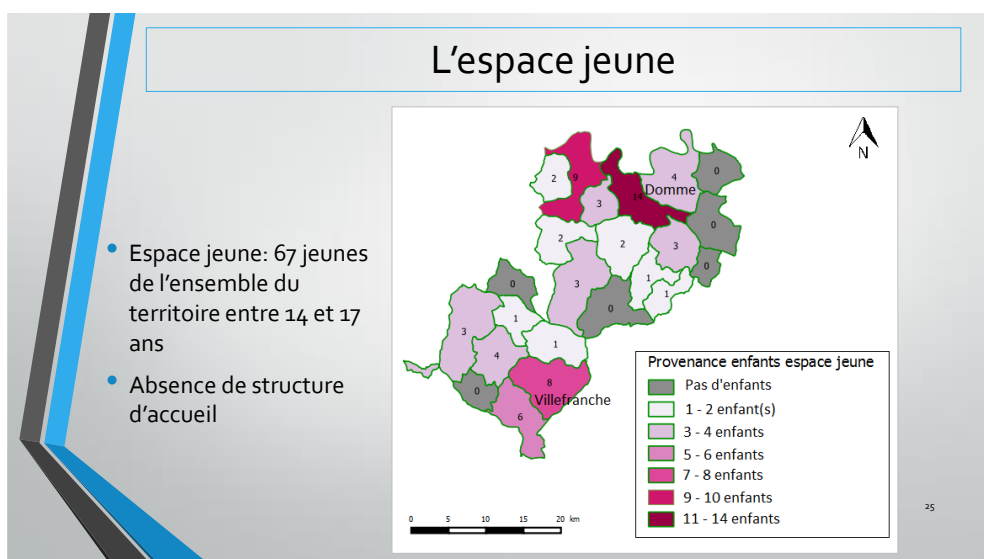 L'espace jeune
• Espace jeune: 67 jeunes
de l'ensemble du
territoire entre 14 et 17
ans
• Absence de structure
d'accueil
N
2
9
3
14
4
Domme
0
0
0
2
2
3
1
1
3
0
0
3
1
1
4
0
8
Villefranche
6
Provenance enfants espace jeune
Pas d'enfants
1 - 2 enfant(s)
3 - 4 enfants
5 - 6 enfants
7 - 8 enfants
9 - 10 enfants
11 - 14 enfants
0 5 10 15 20 km
25